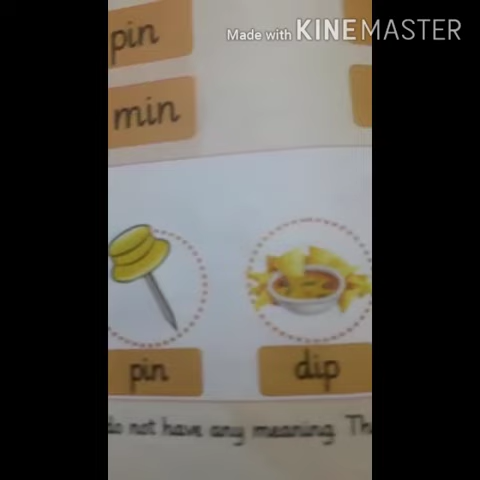 Made with KINEMASTER
pin
min
pin dip
do not have any meaning. Th